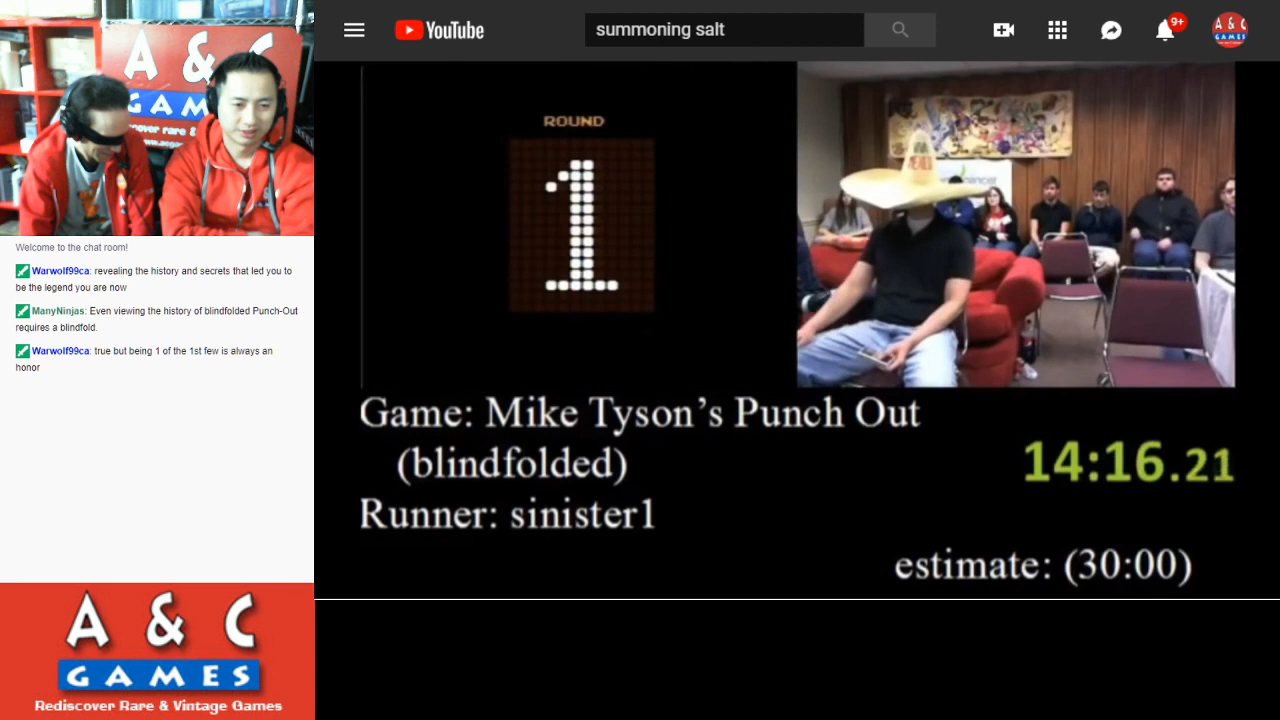 A & C
GAMES
YouTube
summoning salt
9+
A & C
GAMES
ROUND
1
Welcome to the chat room!
Warwolf99ca: revealing the history and secrets that led you to
be the legend you are now
ManyNinjas: Even viewing the history of blindfolded Punch-Out
requires a blindfold.
Warwolf99ca: true but being 1 of the 1st few is always an
honor
Game: Mike Tyson’s Punch Out
(blindfolded)
Runner: sinister1
14:16.21
estimate: (30:00)
A & C
GAMES
Rediscover Rare & Vintage Games